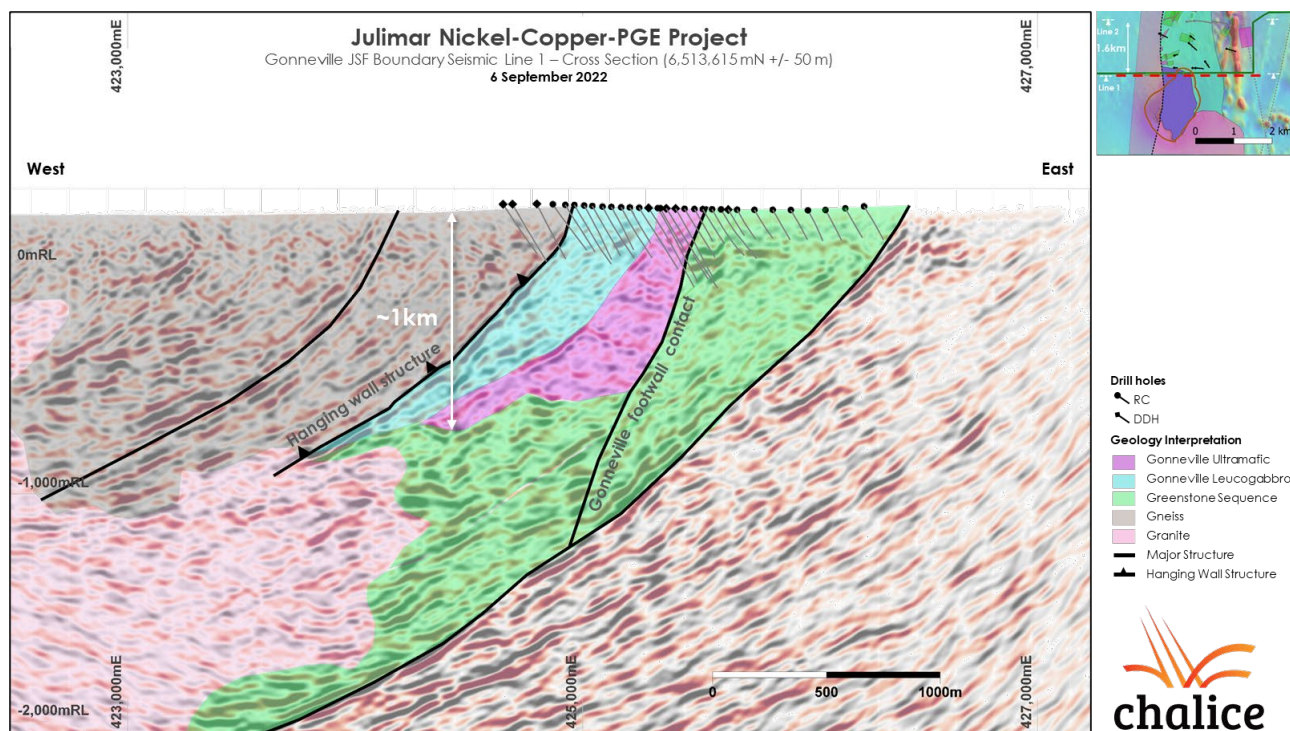 Julimar Nickel-Copper-PGE Project
Gonneville JSF Boundary Seismic Line 1 – Cross Section (6,513,615 mN +/- 50 m)
6 September 2022
423,000mE
427,000mE
West
East
0mRL
~1km
Hanging wall structure
Gonneville footwall contact
-1,000mRL
-2,000mRL
423,000mE
425,000mE
427,000mE
0 500 1000m
Line 2
1.6km
Line 1
0 1 2 km
Drill holes
RC
DDH
Geology Interpretation
Gonneville Ultramafic
Gonneville Leucogabbro
Greenstone Sequence
Gneiss
Granite
Major Structure
Hanging Wall Structure
chalice